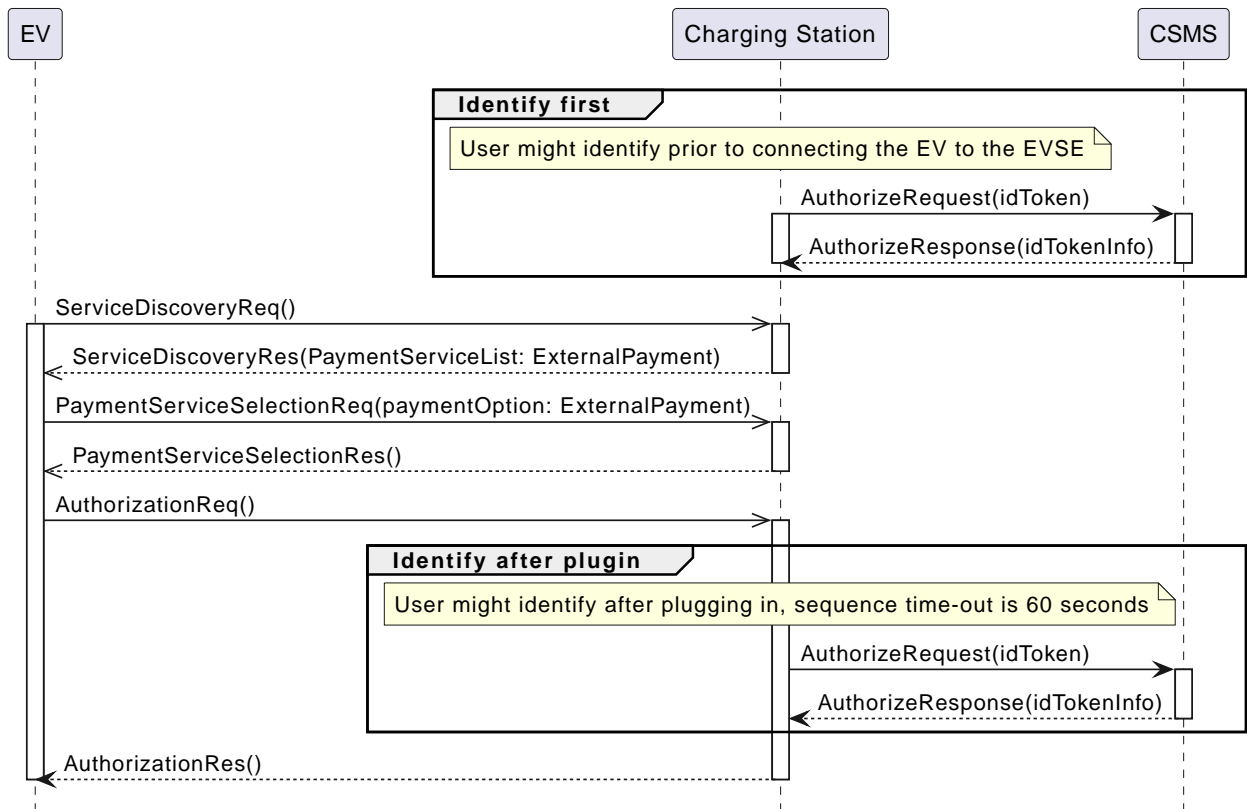 EV
Charging Station
CSMS
Identify first
User might identify prior to connecting the EV to the EVSE
AuthorizeRequest(idToken)
AuthorizeResponse(idTokenInfo)
ServiceDiscoveryReq()
ServiceDiscoveryRes(PaymentServiceList: ExternalPayment)
PaymentServiceSelectionReq(paymentOption: ExternalPayment)
PaymentServiceSelectionRes()
AuthorizationReq()
Identify after plugin
User might identify after plugging in, sequence time-out is 60 seconds
AuthorizeRequest(idToken)
AuthorizeResponse(idTokenInfo)
AuthorizationRes()